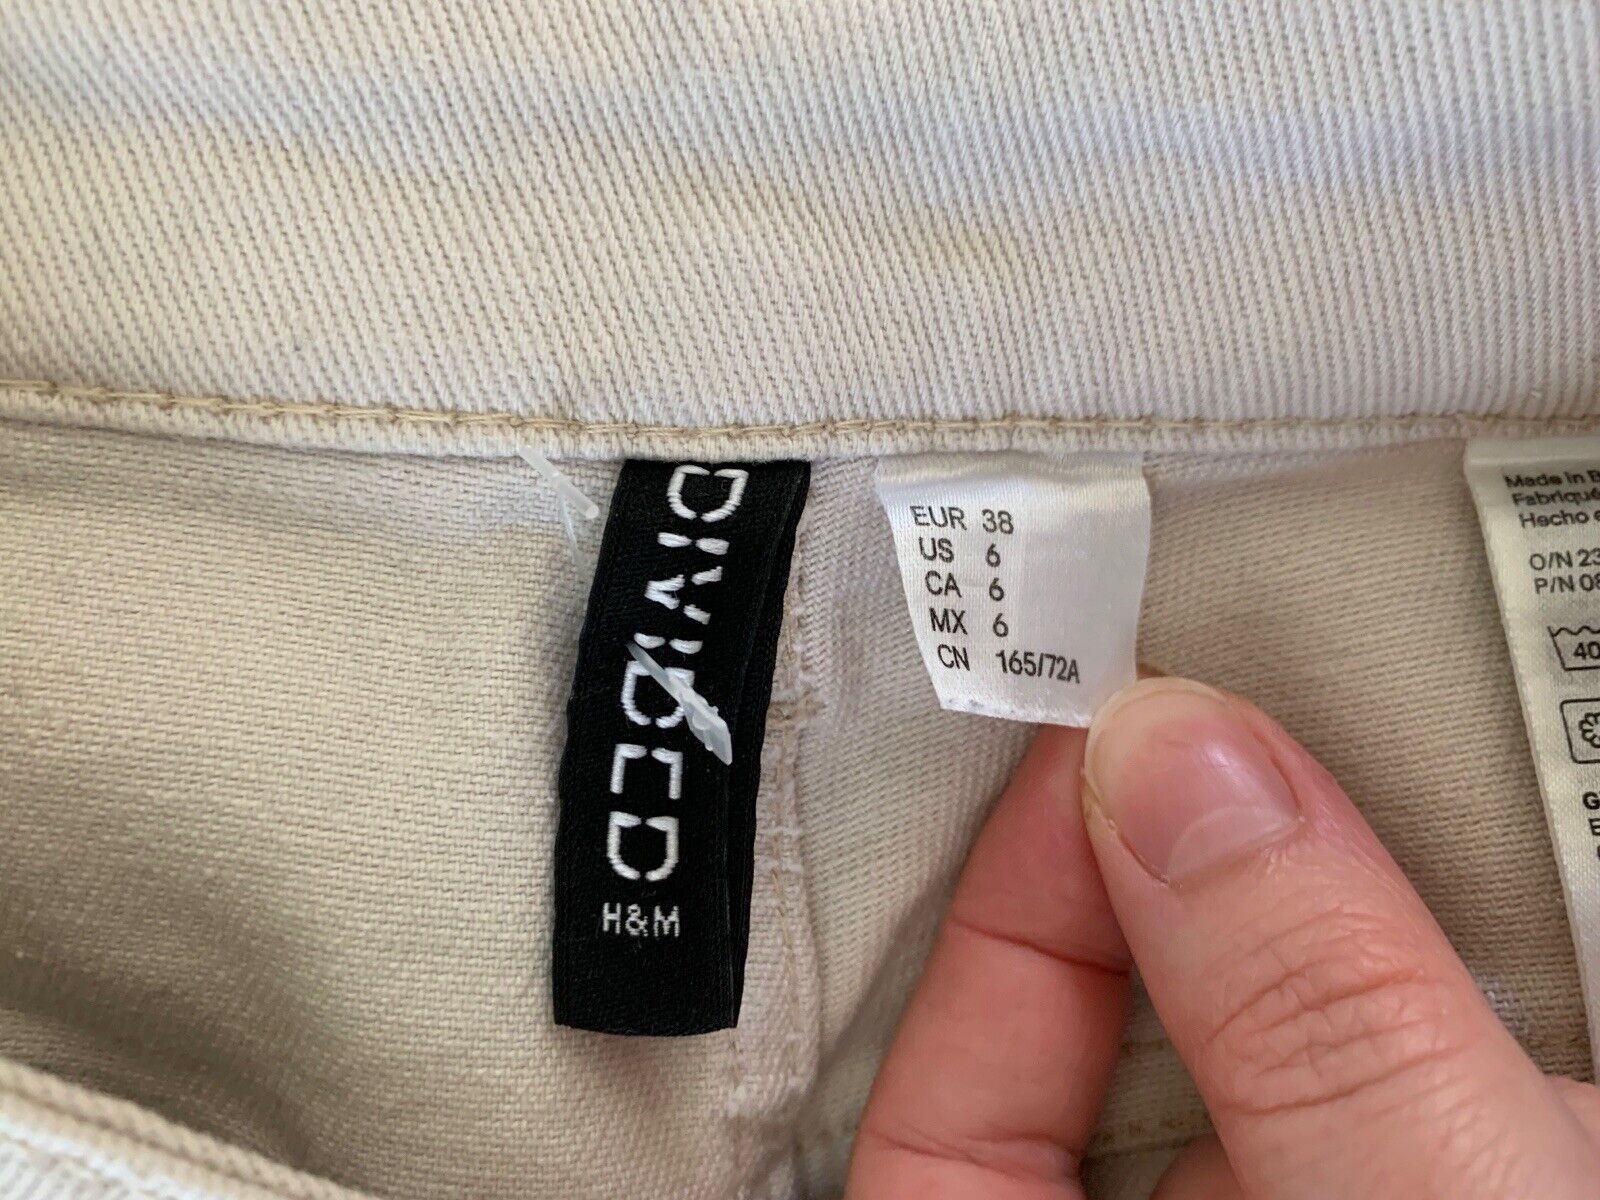 DIVIDED
H&M
EUR 38
US 6
CA 6
MX 6
CN 165/72A
Made in
Fabriqué
Hecho
O/N 23
P/N 08
40